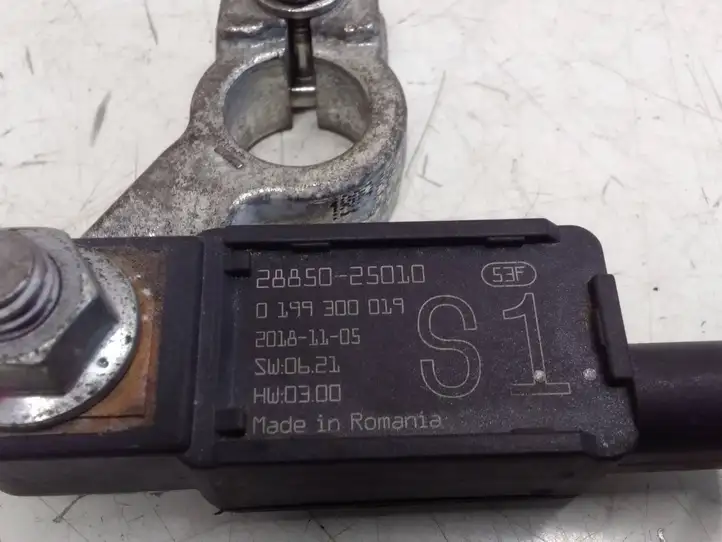 28850-25010
53F
0 199 300 019
2018-11-05
SW:06.21
HW:03.00
Made in Romania
S1